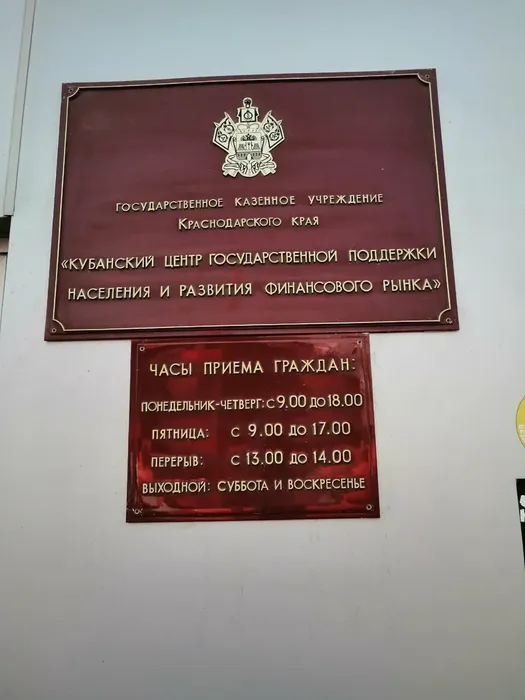 ГОСУДАРСТВЕННОЕ КАЗЕННОЕ УЧРЕЖДЕНИЕ
КРАСНОДАРСКОГО КРАЯ
«КУБАНСКИЙ ЦЕНТР ГОСУДАРСТВЕННОЙ ПОДДЕРЖКИ
НАСЕЛЕНИЯ И РАЗВИТИЯ ФИНАНСОВОГО РЫНКА»
ЧАСЫ ПРИЕМА ГРАЖДАН:
ПОНЕДЕЛЬНИК-ЧЕТВЕРГ: С 9.00 ДО 18.00
ПЯТНИЦА: С 9.00 ДО 17.00
ПЕРЕРЫВ: С 13.00 ДО 14.00
ВЫХОДНОЙ: СУББОТА И ВОСКРЕСЕНЬЕ